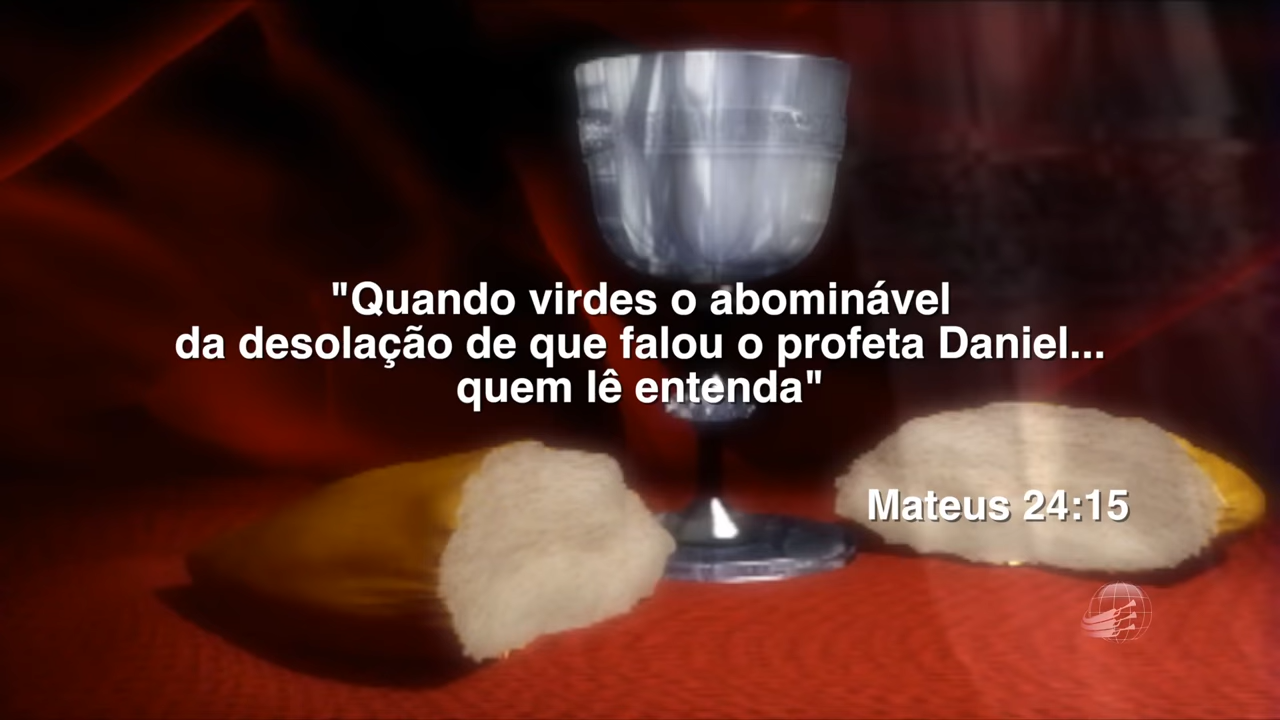 "Quando virdes o abominável
da desolação de que falou o profeta Daniel...
quem lê entenda"
Mateus 24:15